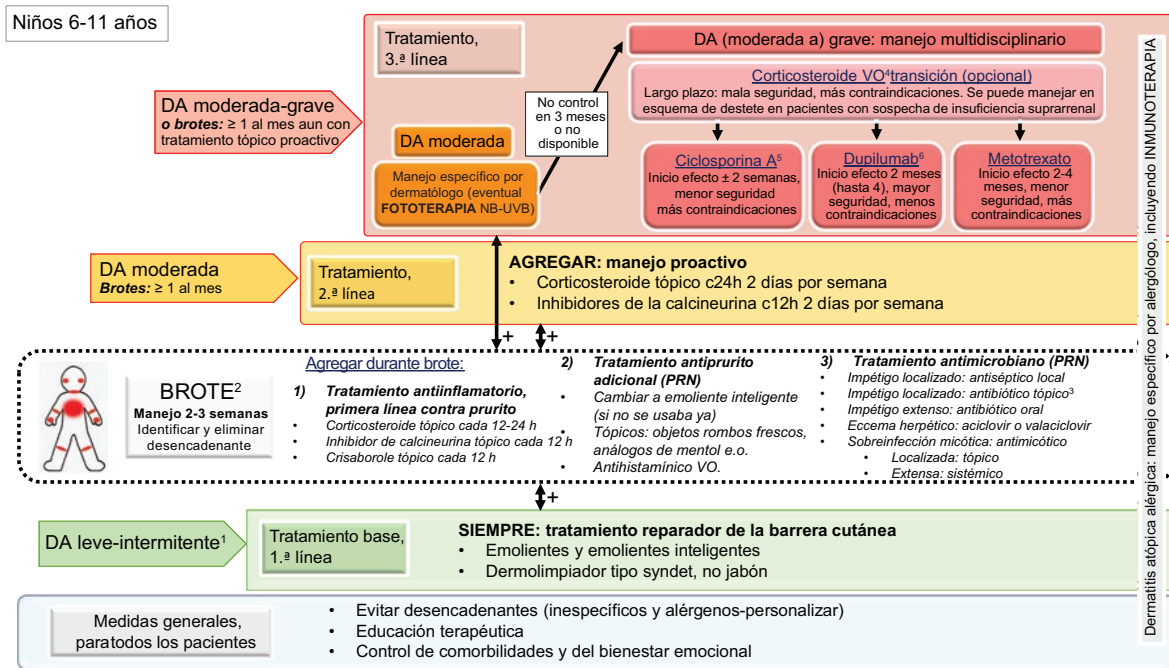 Niños 6-11 años
Tratamiento,
3.ª línea
DA (moderada a) grave: manejo multidisciplinario
Corticosteroide VO⁴transición (opcional)
Largo plazo: mala seguridad, más contraindicaciones. Se puede manejar en
esquema de destete en pacientes con sospecha de insuficiencia suprarrenal
DA moderada-grave
o brotes: ≥ 1 al mes aun con
tratamiento tópico proactivo
No control
en 3 meses
o no
disponible
DA moderada
Manejo específico por
dermatólogo (eventual
FOTOTERAPIA NB-UVB)
Ciclosporina A⁵
Inicio efecto ± 2 semanas,
menor seguridad
más contraindicaciones
Dupilumab⁶
Inicio efecto 2 meses
(hasta 4), mayor
seguridad, menos
contraindicaciones
Metotrexato
Inicio efecto 2-4
meses, menor
seguridad, más
contraindicaciones
DA moderada
Brotes: ≥ 1 al mes
Tratamiento,
2.ª línea
AGREGAR: manejo proactivo
• Corticosteroide tópico c24h 2 días por semana
• Inhibidores de la calcineurina c12h 2 días por semana
+
+
BROTE²
Manejo 2-3 semanas
Identificar y eliminar
desencadenante
Agregar durante brote:
1) Tratamiento antiinflamatorio,
primera línea contra prurito
• Corticosteroide tópico cada 12-24 h
• Inhibidor de calcineurina tópico cada 12 h
• Crisaborole tópico cada 12 h
2) Tratamiento antiprurito
adicional (PRN)
• Cambiar a emoliente inteligente
(si no se usaba ya)
• Tópicos: objetos rombos frescos,
análogos de mentol e.o.
• Antihistamínico VO.
3) Tratamiento antimicrobiano (PRN)
• Impétigo localizado: antiséptico local
• Impétigo localizado: antibiótico tópico³
• Impétigo extenso: antibiótico oral
• Eccema herpético: aciclovir o valaciclovir
• Sobreinfección micótica: antimicótico
• Localizada: tópico
• Extensa: sistémico
+
DA leve-intermitente¹
Tratamiento base,
1.ª línea
SIEMPRE: tratamiento reparador de la barrera cutánea
• Emolientes y emolientes inteligentes
• Dermolimpiador tipo syndet, no jabón
Medidas generales,
paratodos los pacientes
• Evitar desencadenantes (inespecíficos y alérgenos-personalizar)
• Educación terapéutica
• Control de comorbilidades y del bienestar emocional
Dermatitis atópica alérgica: manejo específico por alergólogo, incluyendo INMUNOTERAPIA